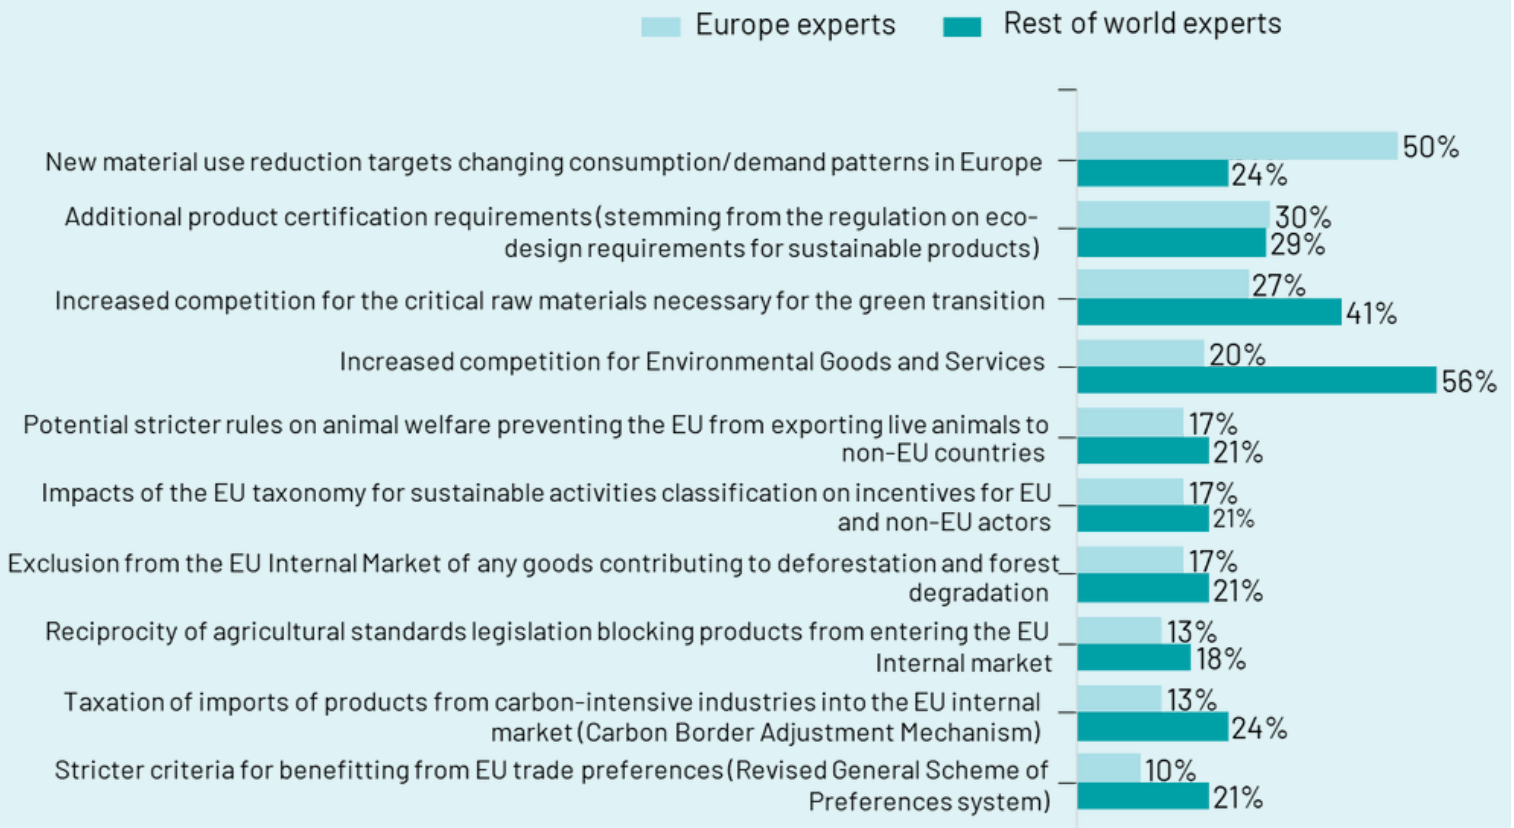 Europe experts
Rest of world experts
New material use reduction targets changing consumption/demand patterns in Europe
50%
24%
Additional product certification requirements (stemming from the regulation on eco-
design requirements for sustainable products)
30%
29%
Increased competition for the critical raw materials necessary for the green transition
27%
41%
Increased competition for Environmental Goods and Services
20%
56%
Potential stricter rules on animal welfare preventing the EU from exporting live animals to
non-EU countries
17%
21%
Impacts of the EU taxonomy for sustainable activities classification on incentives for EU
and non-EU actors
17%
21%
Exclusion from the EU Internal Market of any goods contributing to deforestation and forest
degradation
17%
21%
Reciprocity of agricultural standards legislation blocking products from entering the EU
Internal market
13%
18%
Taxation of imports of products from carbon-intensive industries into the EU internal
market (Carbon Border Adjustment Mechanism)
13%
24%
Stricter criteria for benefitting from EU trade preferences (Revised General Scheme of
Preferences system)
10%
21%